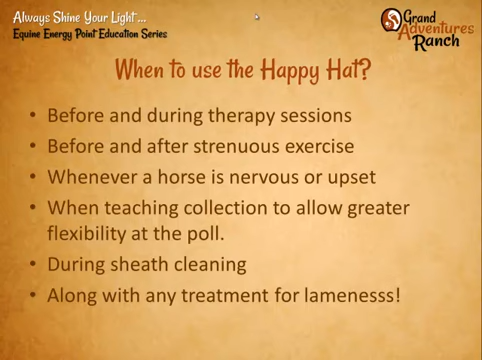 Always Shine Your Light...
Equine Energy Point Education Series
Grand
Adventures
Ranch
When to use the Happy Hat?
• Before and during therapy sessions
• Before and after strenuous exercise
• Whenever a horse is nervous or upset
• When teaching collection to allow greater
flexibility at the poll.
• During sheath cleaning
• Along with any treatment for lamenesss!